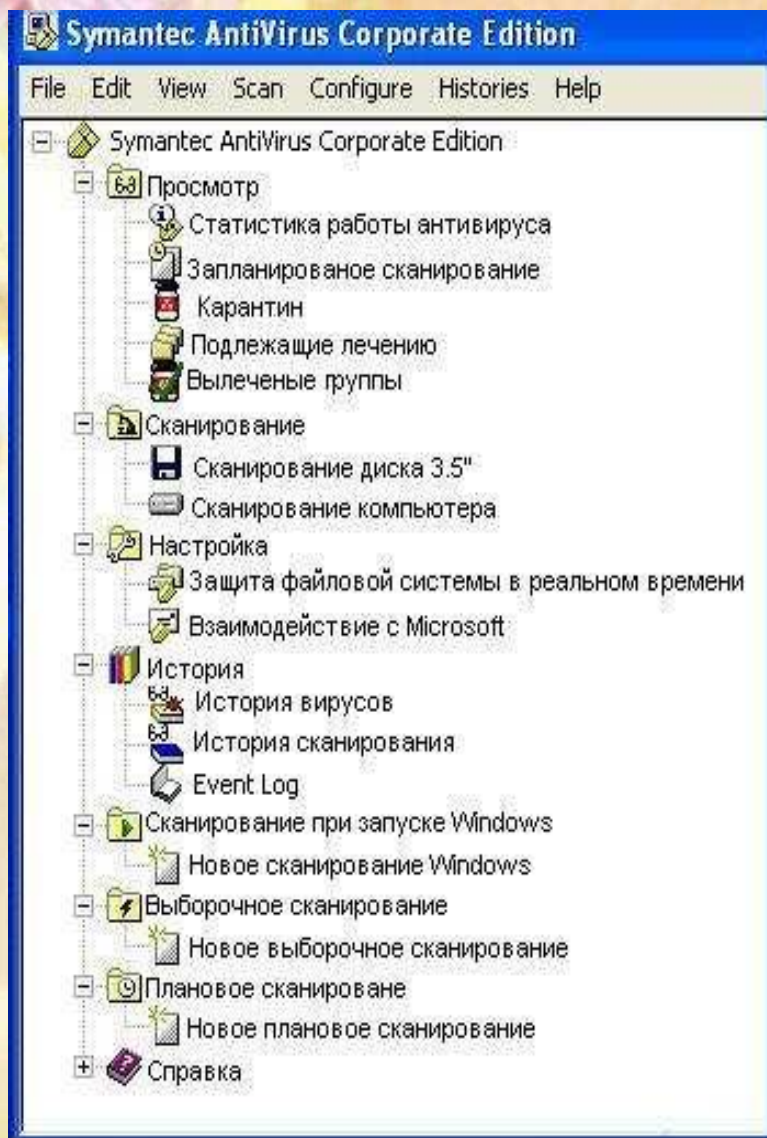 Symantec AntiVirus Corporate Edition
File Edit View Scan Configure Histories Help
Symantec AntiVirus Corporate Edition
Просмотр
Статистика работы антивируса
Запланированое сканирование
Карантин
Подлежащие лечению
Вылеченые группы
Сканирование
Сканирование диска 3.5"
Сканирование компьютера
Настройка
Защита файловой системы в реальном времени
Взаимодействие с Microsoft
История
История вирусов
История сканирования
Event Log
Сканирование при запуске Windows
Новое сканирование Windows
Выборочное сканирование
Новое выборочное сканирование
Плановое сканироване
Новое плановое сканирование
Справка